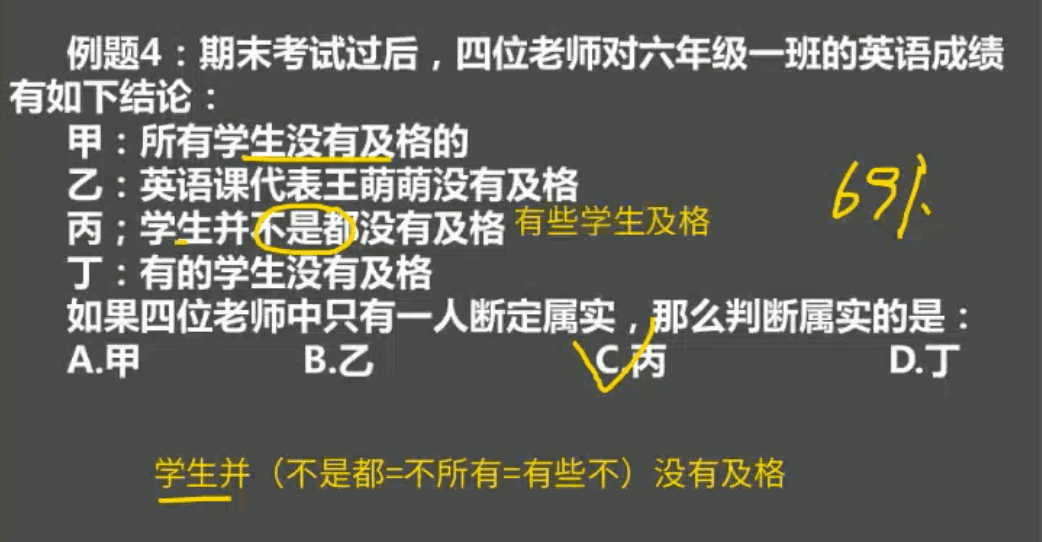 例题4：期末考试过后，四位老师对六年级一班的英语成绩
有如下结论：
甲：所有学生没有及格的
乙：英语课代表王萌萌没有及格
丙；学生并不是都没有及格 有些学生及格
69%
丁：有的学生没有及格
如果四位老师中只有一人断定属实，那么判断属实的是：
A.甲 B.乙 C.丙 D.丁
学生并（不是都=不所有=有些不）没有及格